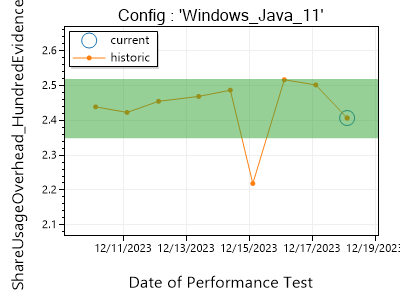 Config : 'Windows_Java_11'
current
historic
2.6
2.5
2.4
2.3
2.2
2.1
ShareUsageOverhead_HundredEvidence
12/11/2023
12/13/2023
12/15/2023
12/17/2023
12/19/2023
Date of Performance Test